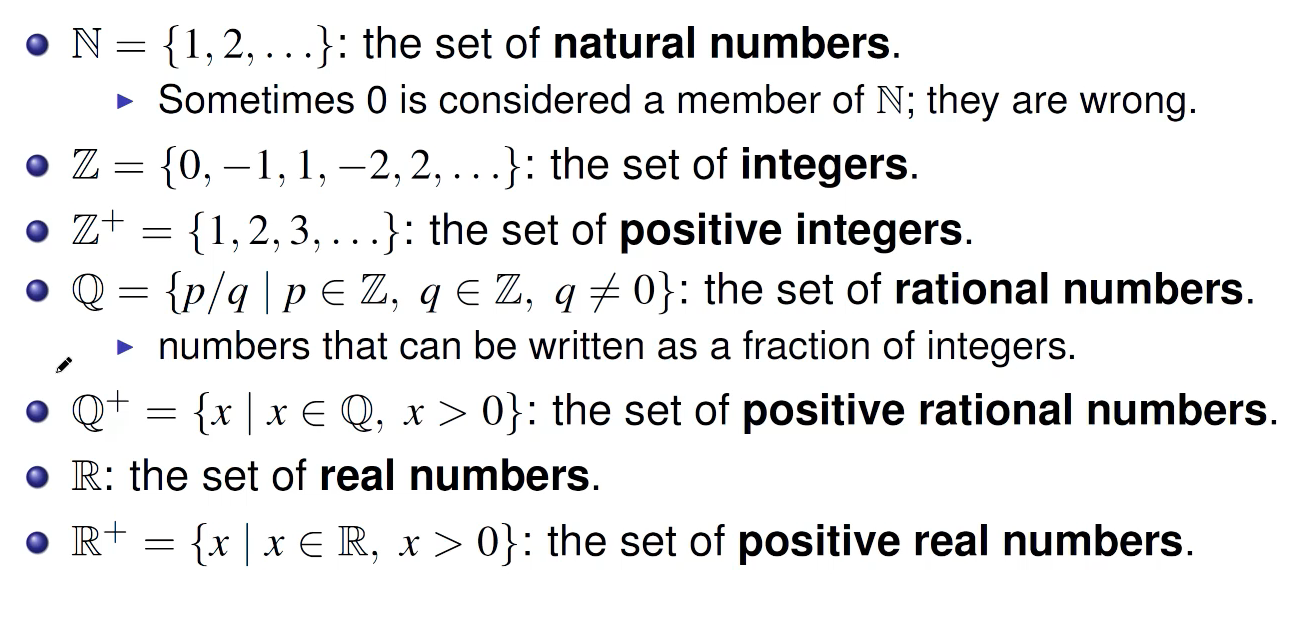 ℕ = {1, 2, . . .}: the set of natural numbers.
Sometimes 0 is considered a member of ℕ; they are wrong.
ℤ = {0, −1, 1, −2, 2, . . .}: the set of integers.
ℤ⁺ = {1, 2, 3, . . .}: the set of positive integers.
ℚ = {p/q | p ∈ ℤ, q ∈ ℤ, q ≠ 0}: the set of rational numbers.
numbers that can be written as a fraction of integers.
ℚ⁺ = {x | x ∈ ℚ, x > 0}: the set of positive rational numbers.
ℝ: the set of real numbers.
ℝ⁺ = {x | x ∈ ℝ, x > 0}: the set of positive real numbers.